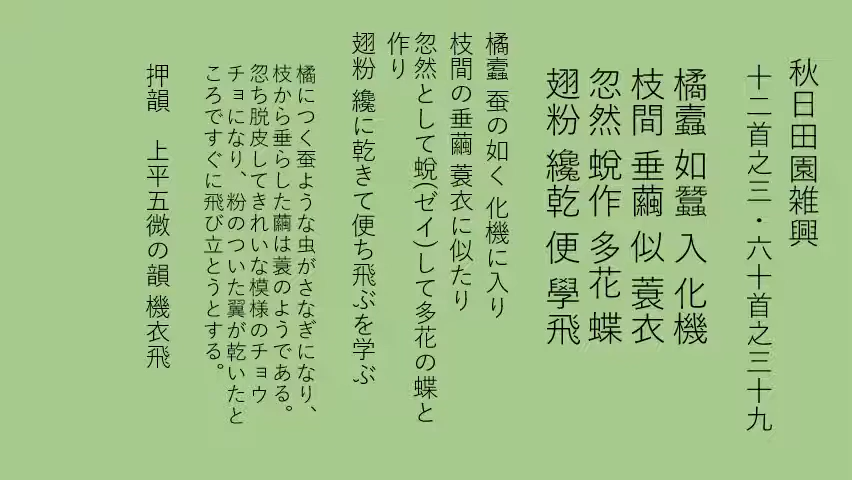 秋日田園雑興
十二首之三・六十首之三十九
橘蠹 如蠶 入 化機
枝間 垂繭 似 蓑衣
忽然 蛻作 多花 蝶
翅粉 纔乾 便 學飛
橘蠹 蚕の如く 化機に入り
枝間の垂繭 蓑衣に似たり
忽然として蛻(ゼイ)して多花の蝶と
作り
翅粉 纔に乾きて便ち飛ぶを学ぶ
橘につく蚕ような虫がさなぎになり、
枝から垂らした繭は蓑のようである。
忽ち脱皮してきれいな模様のチョウ
チョになり、粉のついた翼が乾いたと
ころですぐに飛び立とうとする。
押韻 上平五微の韻 機衣飛